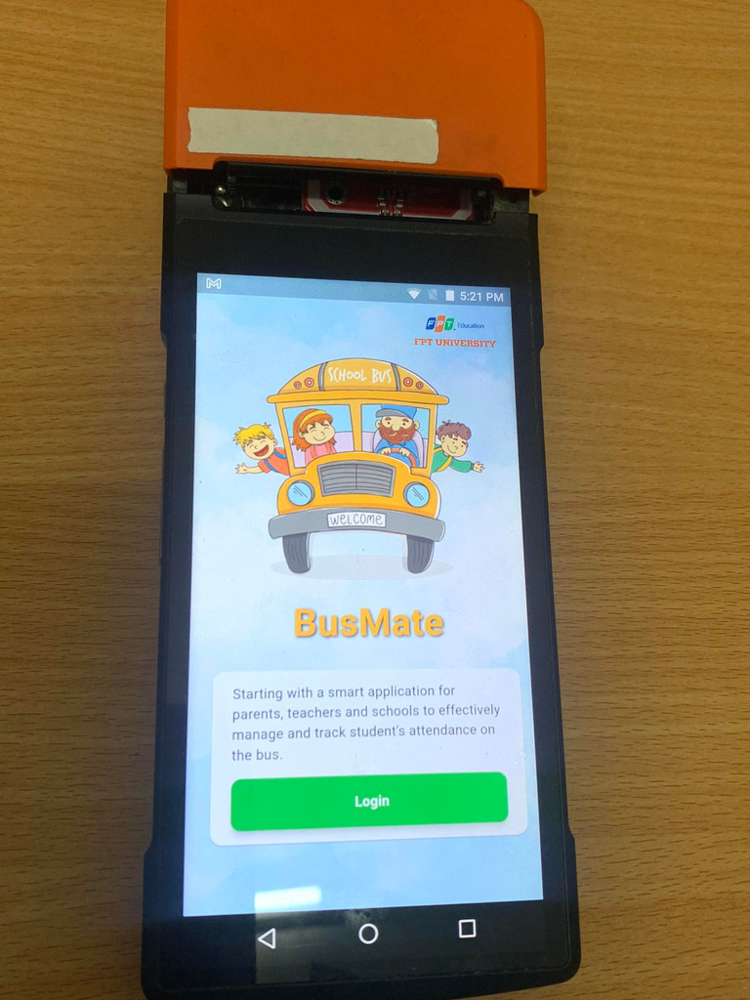 5:21 PM
FPT Education
FPT UNIVERSITY
SCHOOL BUS
WELCOME
BusMate
Starting with a smart application for
parents, teachers and schools to effectively
manage and track student's attendance on
the bus.
Login